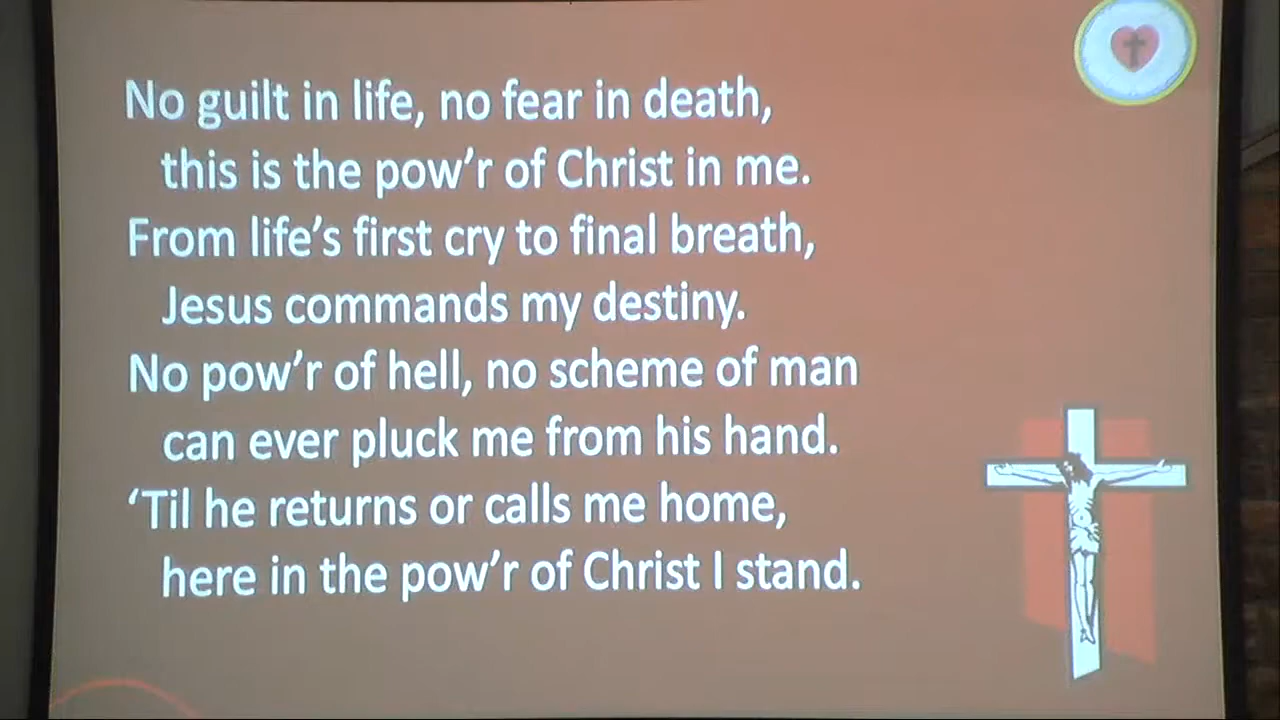 No guilt in life, no fear in death,
this is the pow’r of Christ in me.
From life’s first cry to final breath,
Jesus commands my destiny.
No pow’r of hell, no scheme of man
can ever pluck me from his hand.
‘Til he returns or calls me home,
here in the pow’r of Christ I stand.